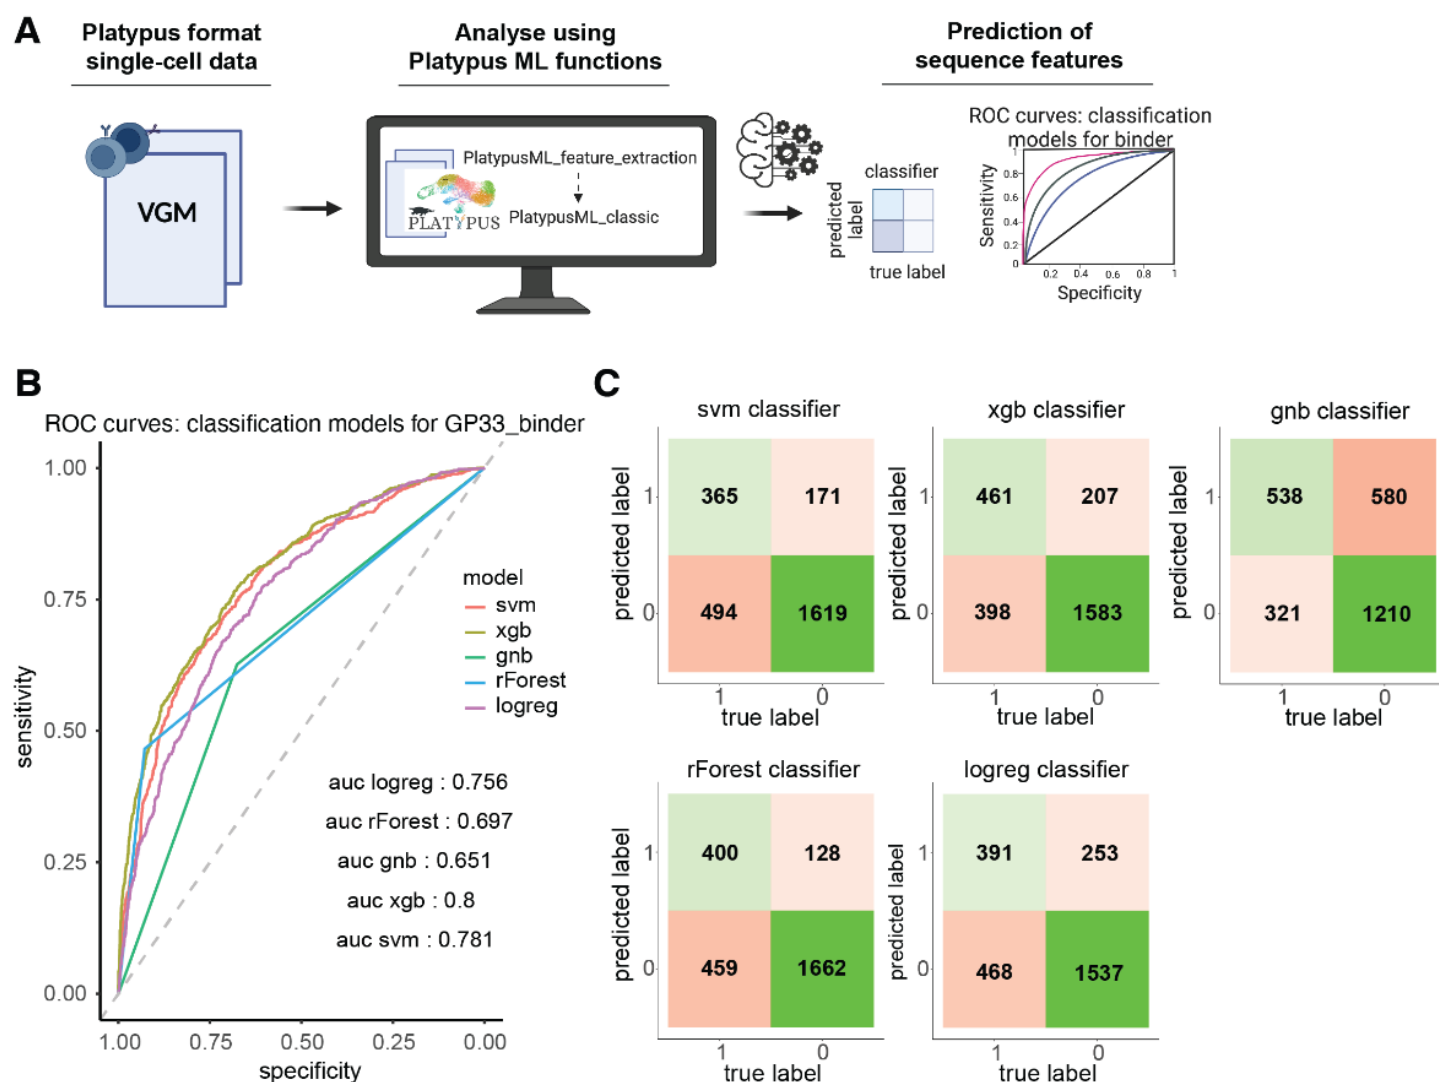 A
Platypus format
single-cell data
Analyse using
Platypus ML functions
Prediction of
sequence features
VGM
PlatypusML_feature_extraction
PLATYPUS
PlatypusML_classic
classifier
predicted
label
true label
ROC curves: classification
models for binder
Sensitivity
1
0.8
0.6
0.4
0.2
0
0.2
0.4
0.6
0.8
1
Specificity
B
ROC curves: classification models for GP33_binder
sensitivity
1.00
0.75
0.50
0.25
0.00
1.00
0.75
0.50
0.25
0.00
specificity
model
svm
xgb
gnb
rForest
logreg
auc logreg : 0.756
auc rForest : 0.697
auc gnb : 0.651
auc xgb : 0.8
auc svm : 0.781
C
svm classifier
predicted label
1
365
171
0
494
1619
1
0
true label
xgb classifier
predicted label
1
461
207
0
398
1583
1
0
true label
gnb classifier
predicted label
1
538
580
0
321
1210
1
0
true label
rForest classifier
predicted label
1
400
128
0
459
1662
1
0
true label
logreg classifier
predicted label
1
391
253
0
468
1537
1
0
true label